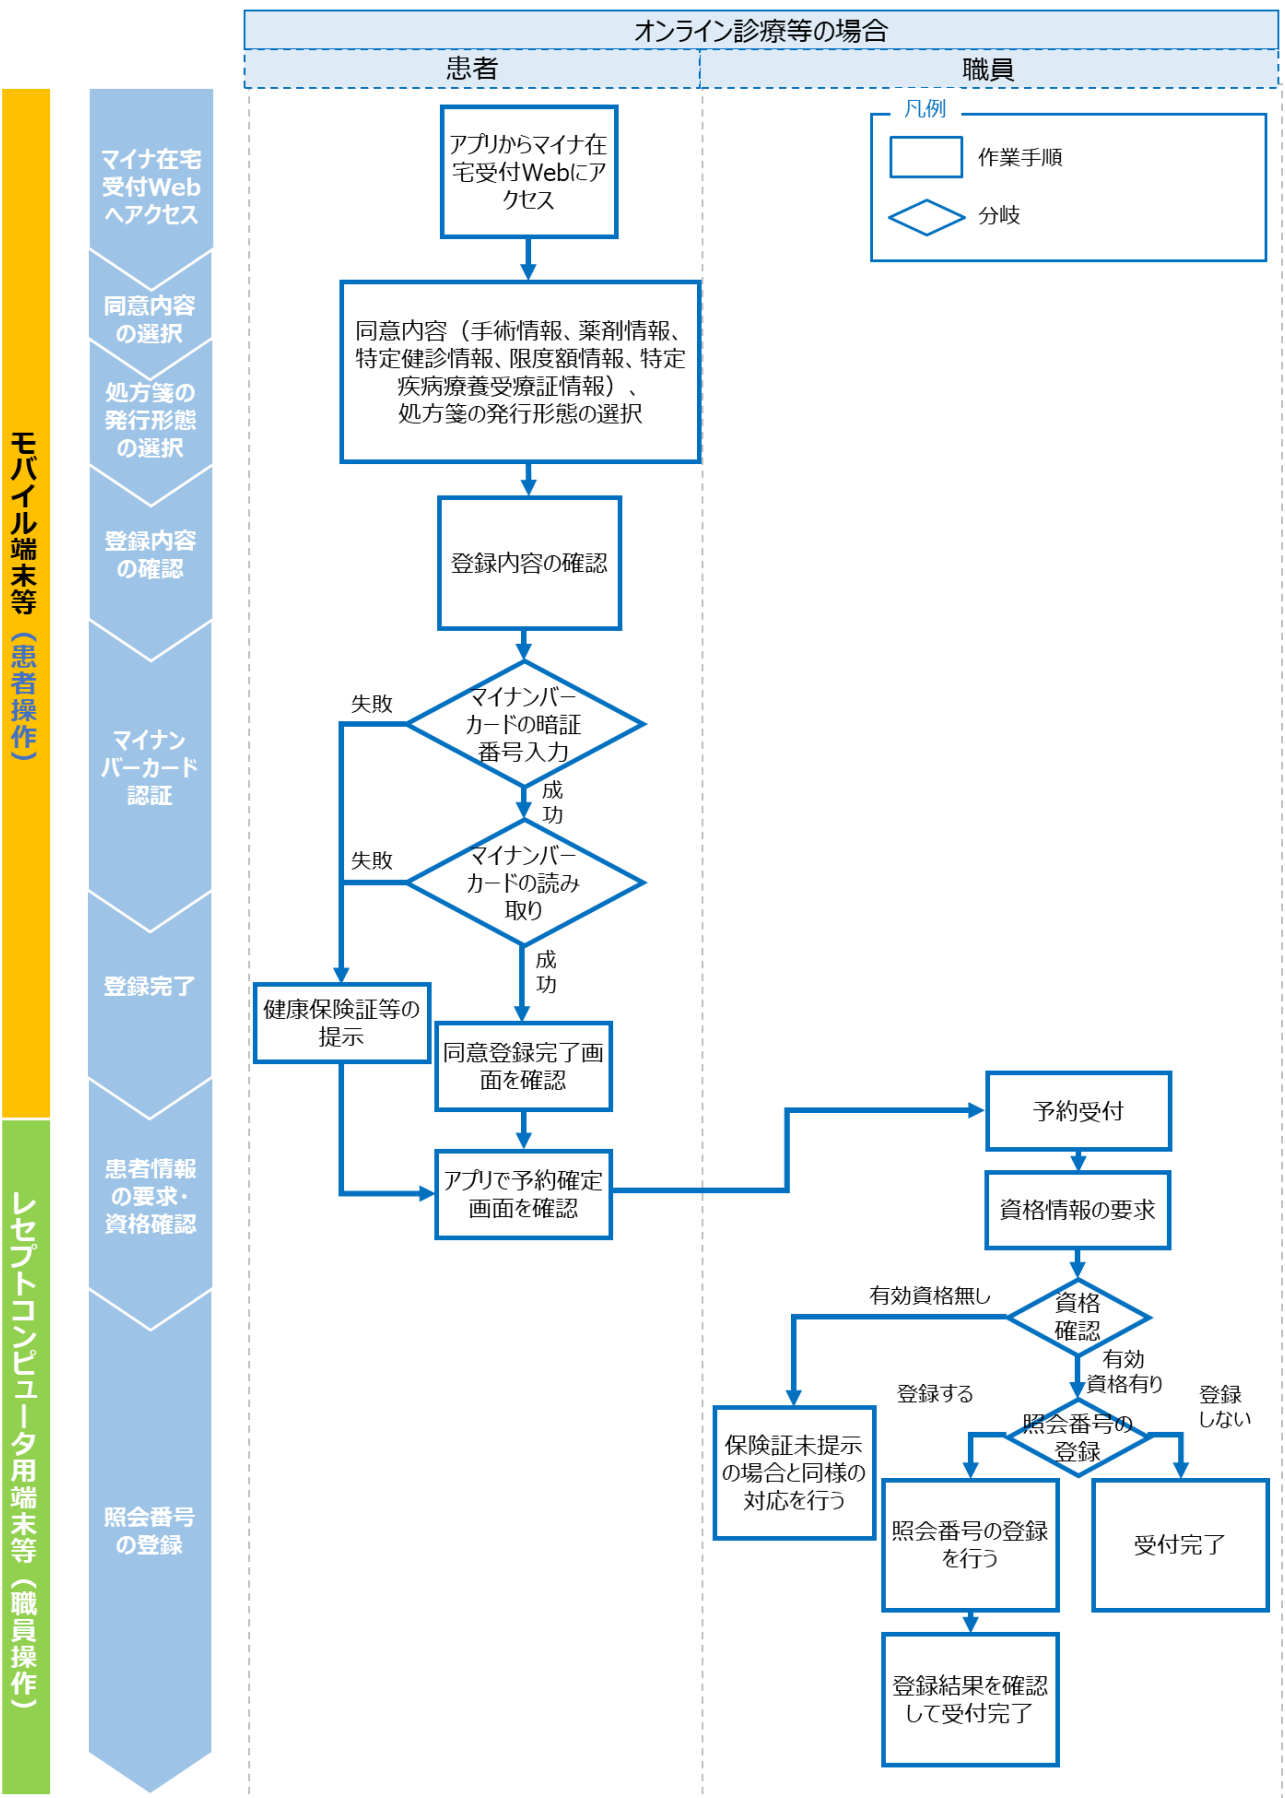 オンライン診療等の場合
患者
職員
凡例
作業手順
分岐
モバイル端末等（患者操作）
レセプトコンピュータ用端末等（職員操作）
マイナ在宅
受付Web
へアクセス
同意内容
の選択
処方箋の
発行形態
の選択
登録内容
の確認
マイナン
バーカード
認証
登録完了
患者情報
の要求・
資格確認
照会番号
の登録
アプリからマイナ在
宅受付Webにア
クセス
同意内容（手術情報、薬剤情報、
特定健診情報、限度額情報、特定
疾病療養受療証情報）、
処方箋の発行形態の選択
登録内容の確認
マイナンバー
カードの暗証
番号入力
失敗
成
功
マイナンバー
カードの読み
取り
失敗
成
功
健康保険証等の
提示
同意登録完了画
面を確認
アプリで予約確定
画面を確認
予約受付
資格情報の要求
資格
確認
有効資格無し
有効
資格有り
保険証未提示
の場合と同様の
対応を行う
照会番号の
登録
登録する
登録
しない
照会番号の登録
を行う
受付完了
登録結果を確認
して受付完了